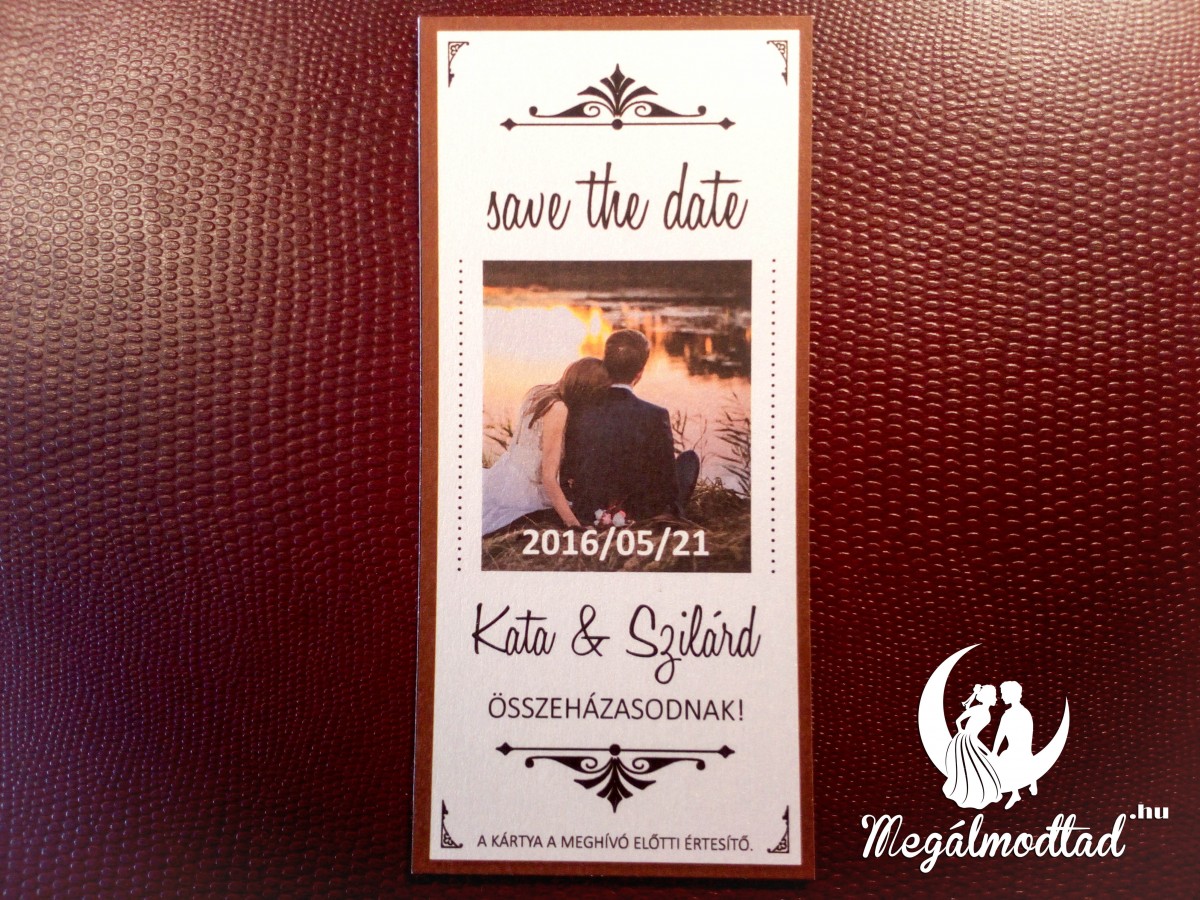 save the date
2016/05/21
Kata & Szilárd
ÖSSZEHÁZASODNAK!
A KÁRTYA A MEGHÍVÓ ELŐTTI ÉRTESÍTŐ.
Megálmodtad.hu